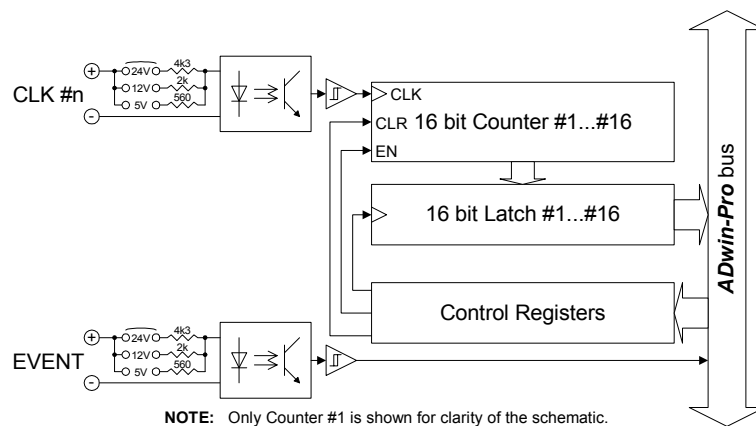 24V 4k3
12V 2k
5V 560
CLK #n
CLK
CLR 16 bit Counter #1...#16
EN
16 bit Latch #1...#16
Control Registers
ADwin-Pro bus
24V 4k3
12V 2k
5V 560
EVENT
NOTE: Only Counter #1 is shown for clarity of the schematic.